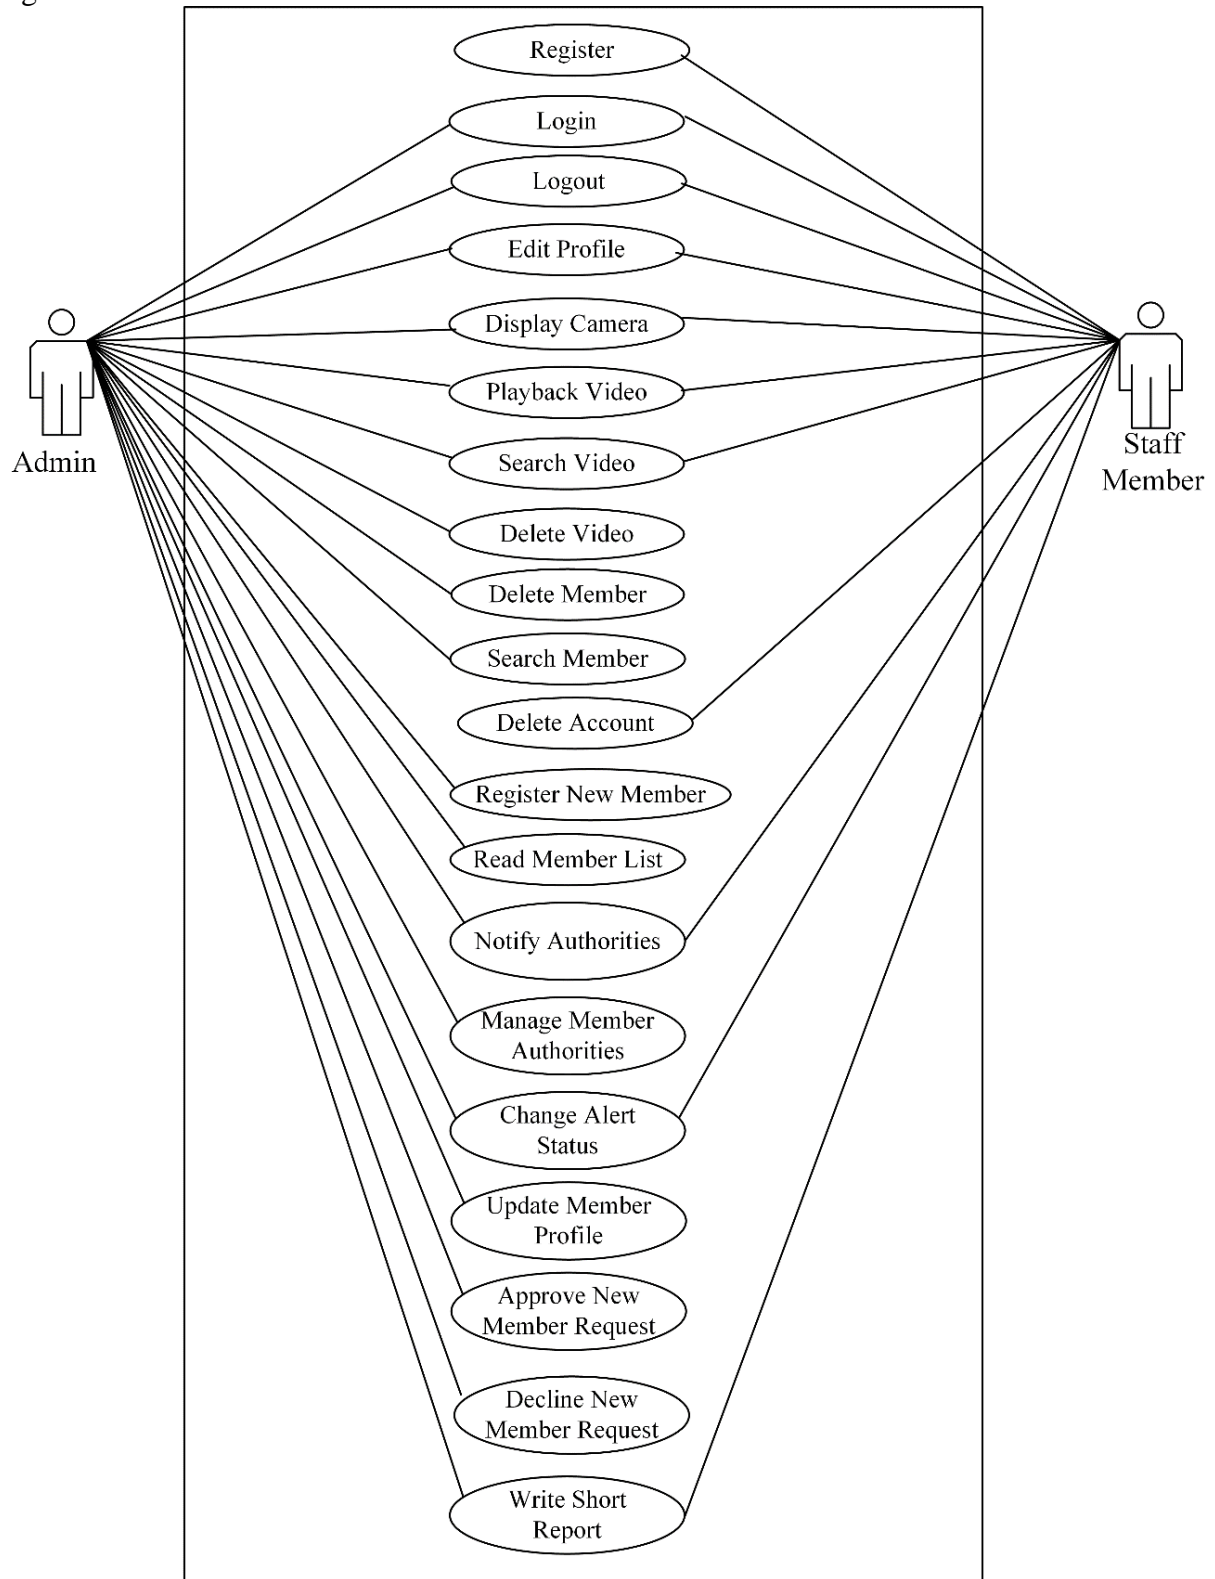 Register
Login
Logout
Edit Profile
Display Camera
Playback Video
Search Video
Admin
Staff
Member
Delete Video
Delete Member
Search Member
Delete Account
Register New Member
Read Member List
Notify Authorities
Manage Member
Authorities
Change Alert
Status
Update Member
Profile
Approve New
Member Request
Decline New
Member Request
Write Short
Report